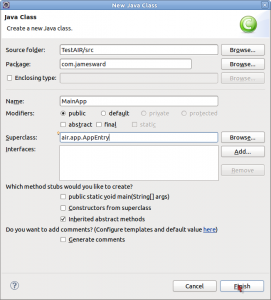 New Java Class
Java Class
Create a new Java class.
Source folder: TestAIR/src Browse...
Package: com.jamesward Browse...
Enclosing type: Browse...
Name: MainApp
Modifiers: public default private protected
abstract final static
Superclass: air.app.AppEntry Browse...
Interfaces: Add...
Remove
Which method stubs would you like to create?
public static void main(String[] args)
Constructors from superclass
Inherited abstract methods
Do you want to add comments? (Configure templates and default value here)
Generate comments
? Cancel Finish